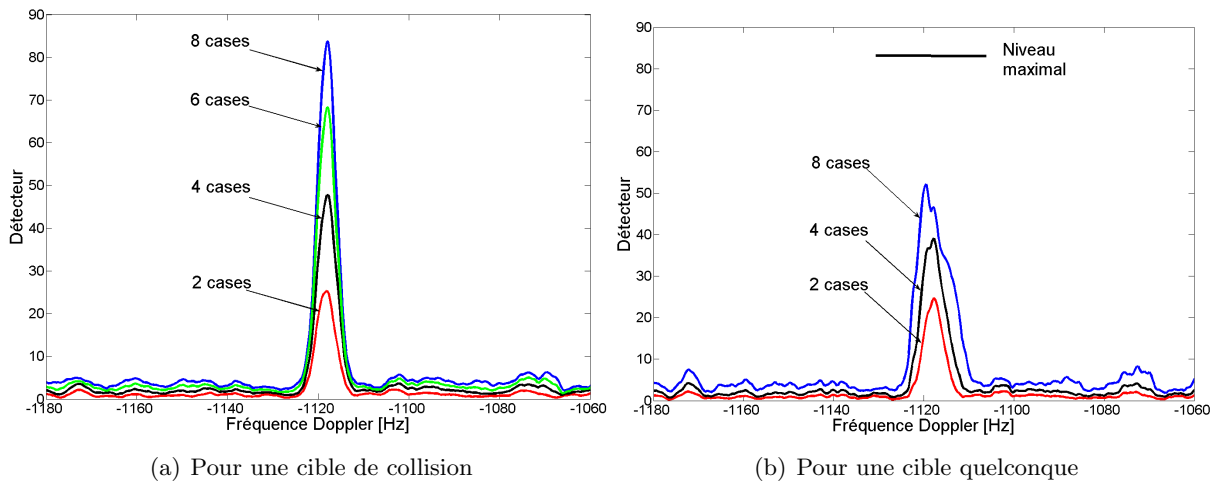 90
80
70
60
50
40
30
20
10
0
Détecteur
8 cases
6 cases
4 cases
2 cases
-1180
-1160
-1140
-1120
-1100
-1080
-1060
Fréquence Doppler [Hz]
(a) Pour une cible de collision
90
80
70
60
50
40
30
20
10
0
Détecteur
Niveau
maximal
8 cases
4 cases
2 cases
-1180
-1160
-1140
-1120
-1100
-1080
-1060
Fréquence Doppler [Hz]
(b) Pour une cible quelconque